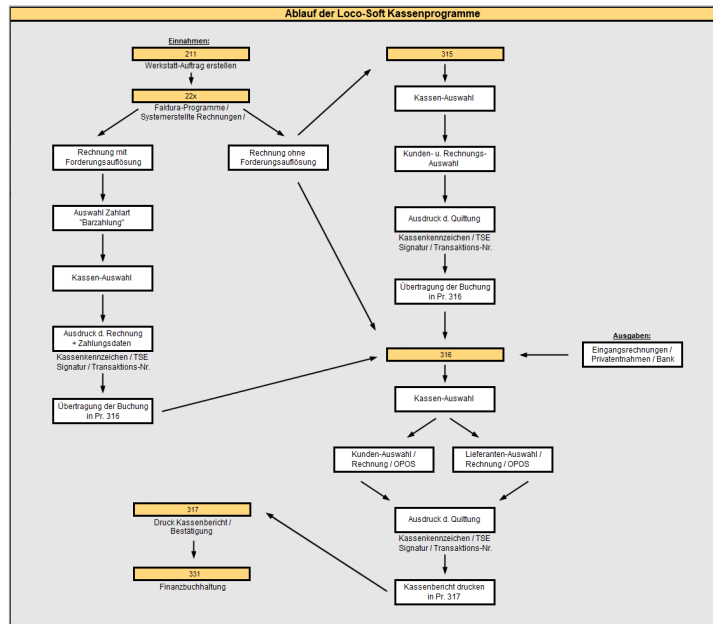 Ablauf der Loco-Soft Kassenprogramme
Einnahmen:
211
Werkstatt-Auftrag erstellen
22x
Faktura-Programme /
Systemerstellte Rechnungen /
Rechnung mit
Forderungsauflösung
Auswahl Zahlart
"Barzahlung"
Kassen-Auswahl
Ausdruck d. Rechnung
+ Zahlungsdaten
Kassenkennzeichen / TSE
Signatur / Transaktions-Nr.
Übertragung der Buchung
in Pr. 316
Rechnung ohne
Forderungsauflösung
315
Kassen-Auswahl
Kunden- u. Rechnungs-
Auswahl
Ausdruck d. Quittung
Kassenkennzeichen / TSE
Signatur / Transaktions-Nr.
Übertragung der Buchung
in Pr. 316
Ausgaben:
Eingangsrechnungen /
Privatentnahmen / Bank
316
Kassen-Auswahl
Kunden-Auswahl /
Rechnung / OPOS
Lieferanten-Auswahl /
Rechnung / OPOS
Ausdruck d. Quittung
Kassenkennzeichen / TSE
Signatur / Transaktions-Nr.
Kassenbericht drucken
in Pr. 317
317
Druck Kassenbericht /
Bestätigung
331
Finanzbuchhaltung